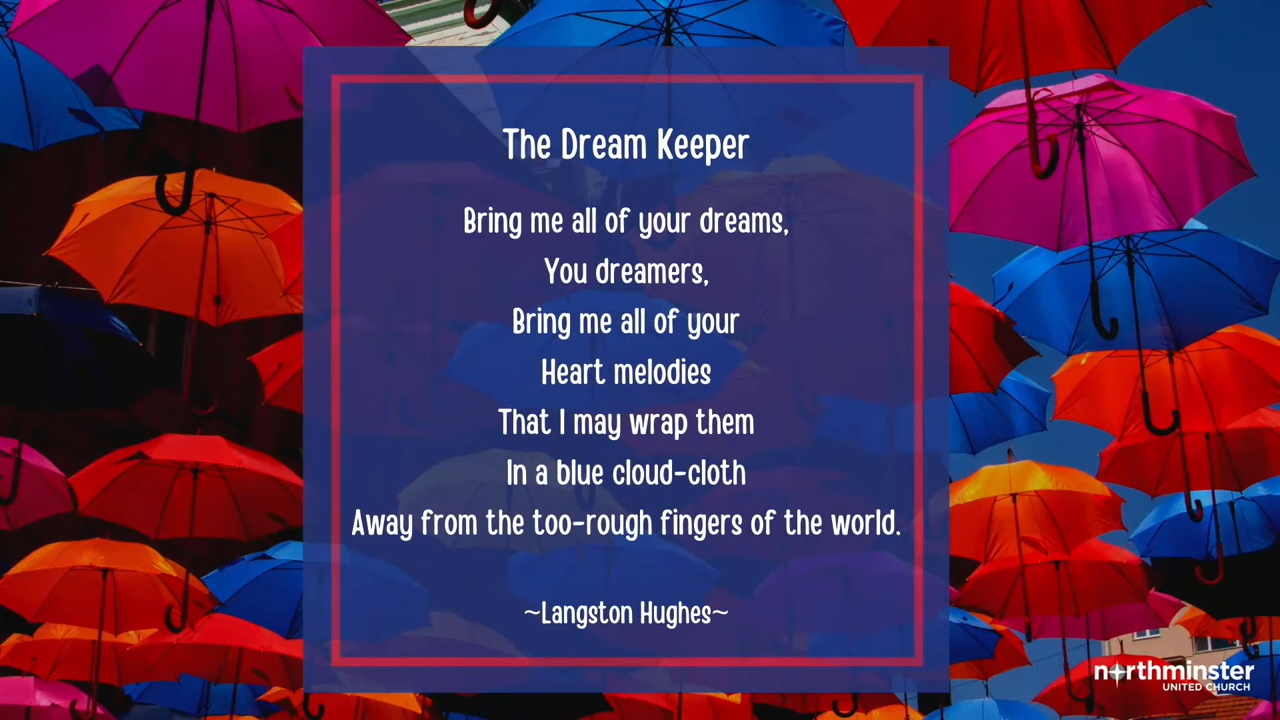 The Dream Keeper
Bring me all of your dreams,
You dreamers,
Bring me all of your
Heart melodies
That I may wrap them
In a blue cloud-cloth
Away from the too-rough fingers of the world.
~Langston Hughes~
northminster
UNITED CHURCH